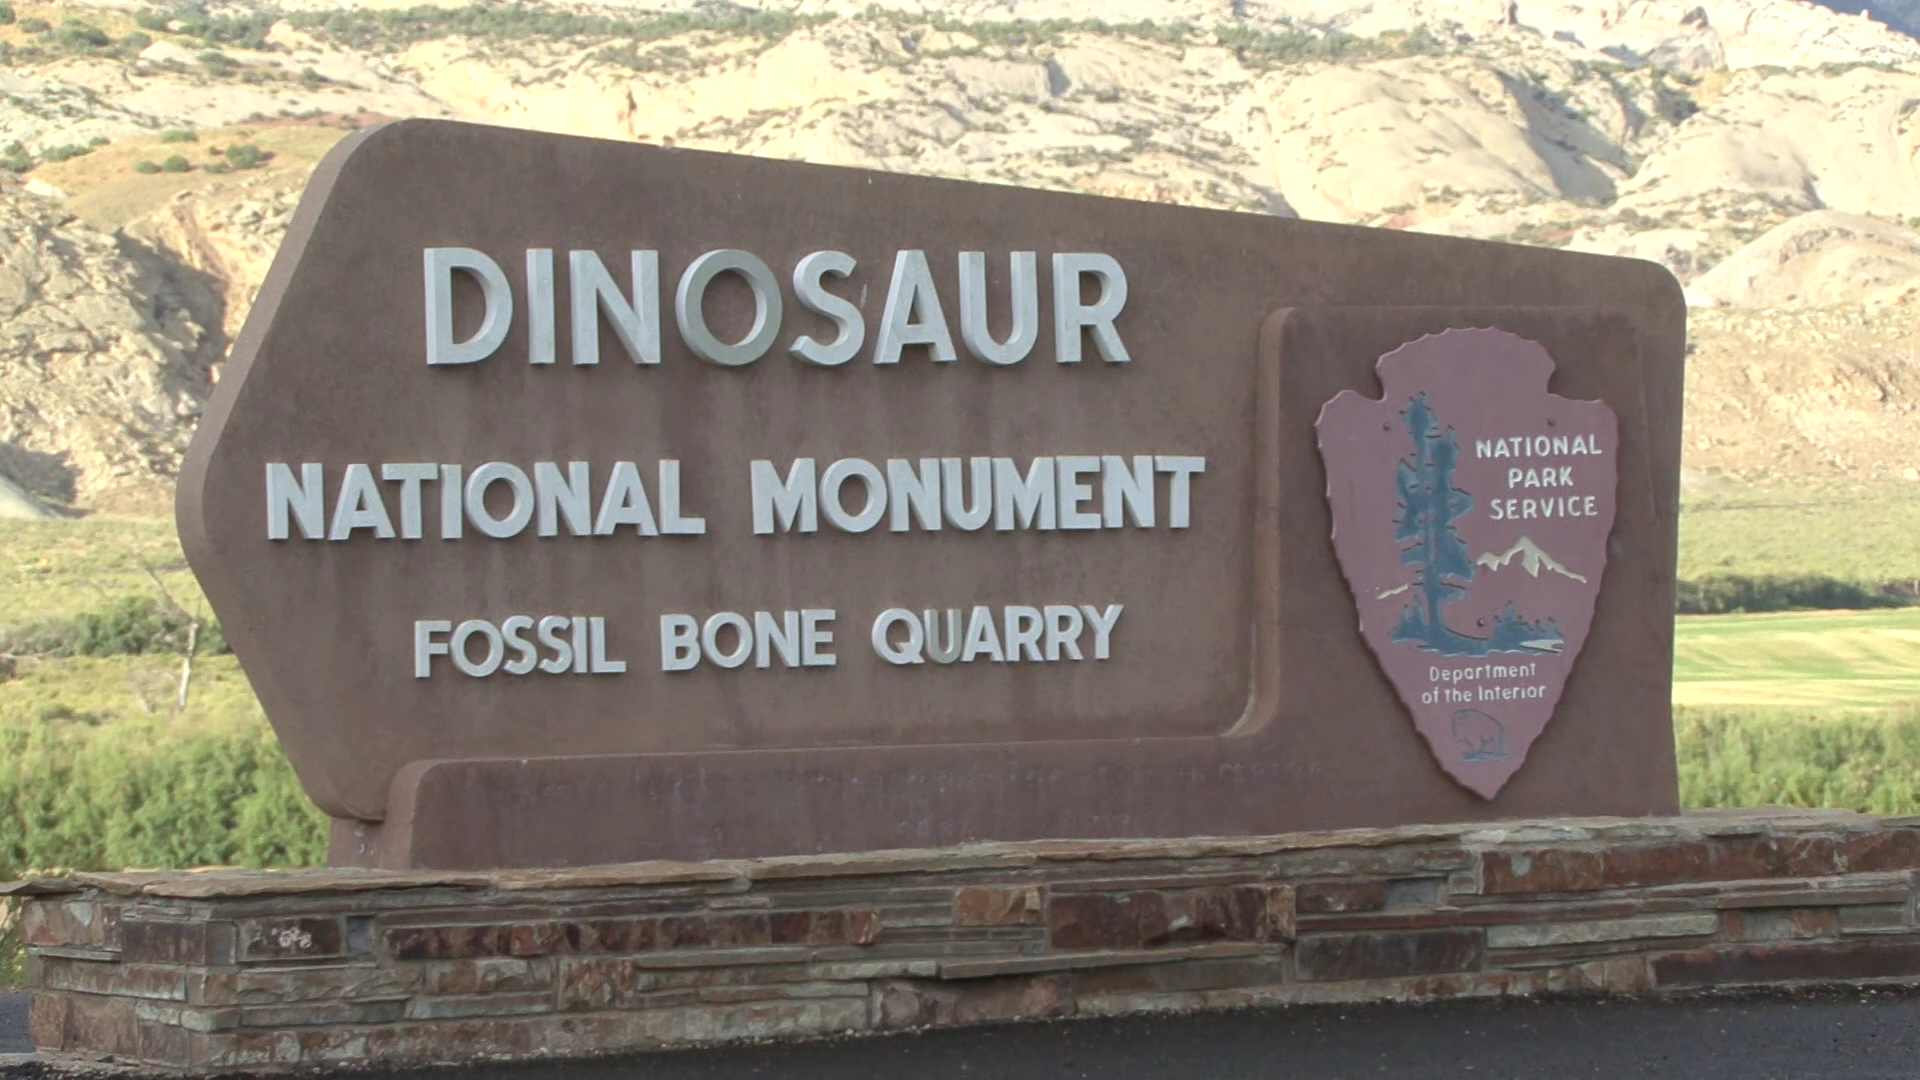 DINOSAUR
NATIONAL MONUMENT
FOSSIL BONE QUARRY
NATIONAL
PARK
SERVICE
Department
of the Interior